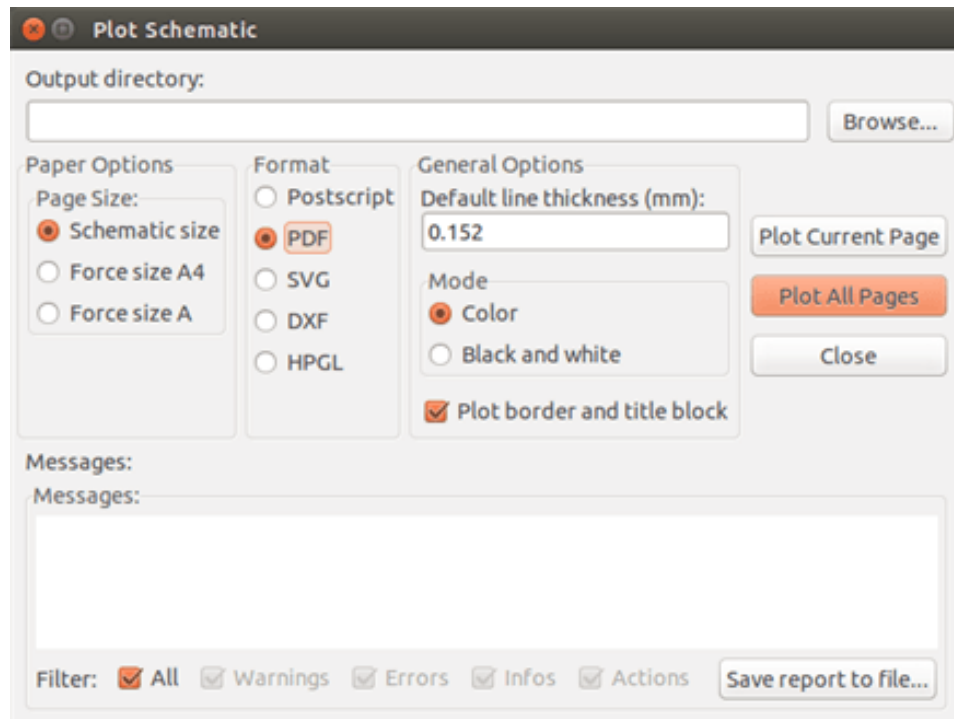 Plot Schematic
Output directory:
Browse...
Paper Options
Page Size:
Schematic size
Force size A4
Force size A
Format
Postscript
PDF
SVG
DXF
HPGL
General Options
Default line thickness (mm):
0.152
Mode
Color
Black and white
Plot border and title block
Plot Current Page
Plot All Pages
Close
Messages:
Messages:
Filter: All Warnings Errors Infos Actions Save report to file...